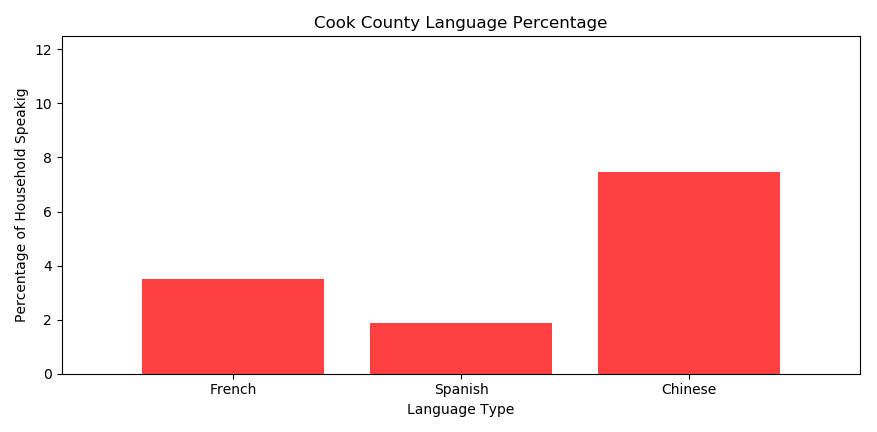 Cook County Language Percentage
12
10
8
6
4
2
0
Percentage of Household Speakig
French Spanish Chinese
Language Type